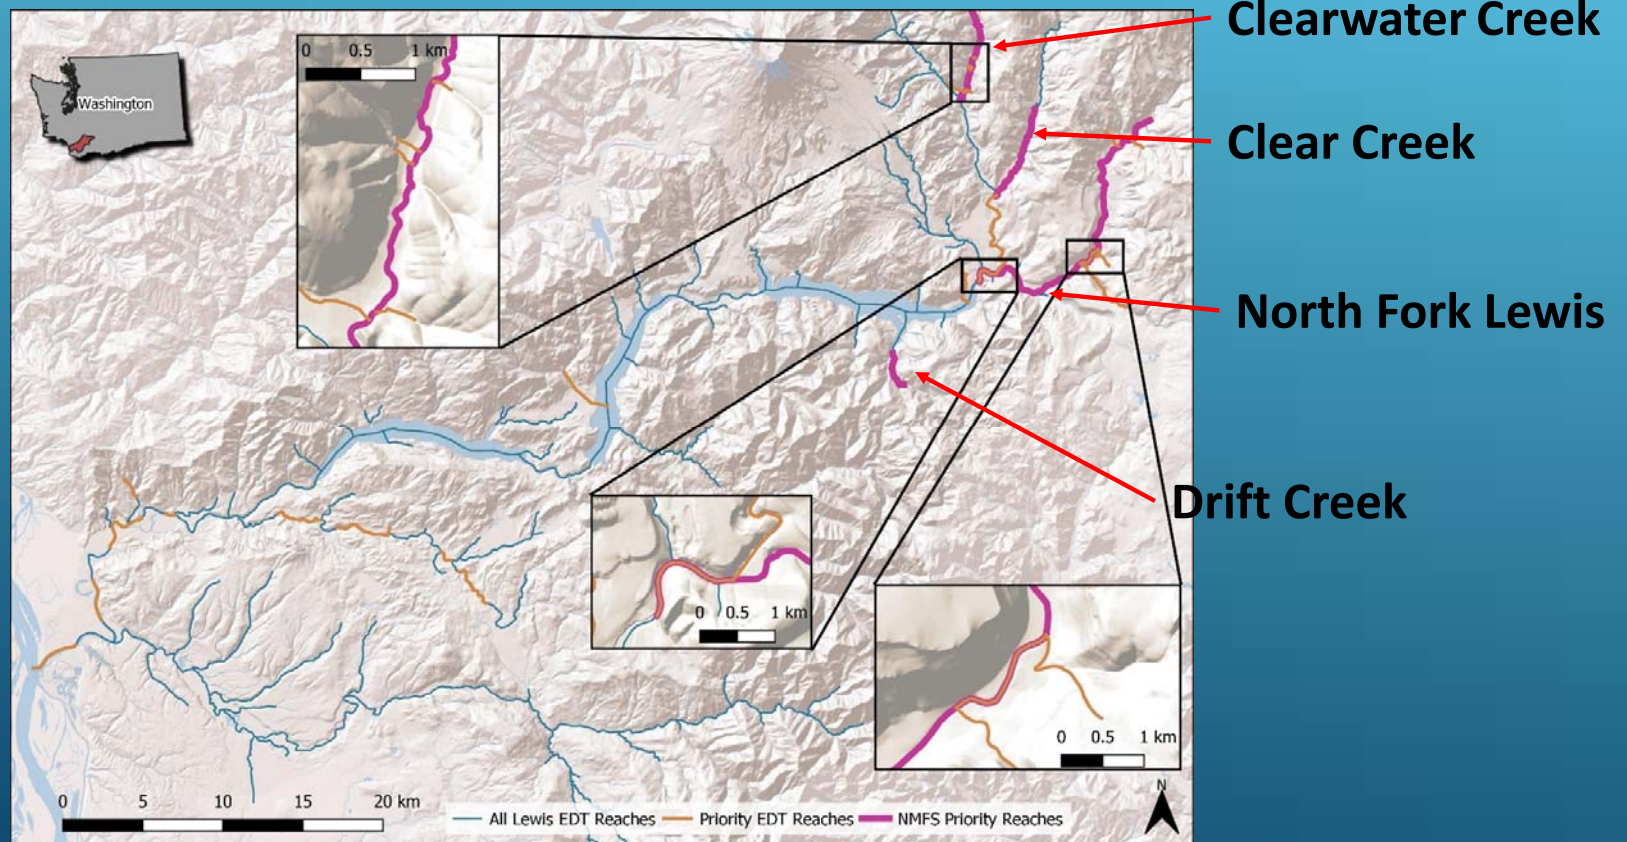 Clearwater Creek
0 0.5 1 km
Washington
Clear Creek
North Fork Lewis
Drift Creek
0 0.5 1 km
0 0.5 1 km
N
0 5 10 15 20 km
All Lewis EDT Reaches Priority EDT Reaches NMFS Priority Reaches